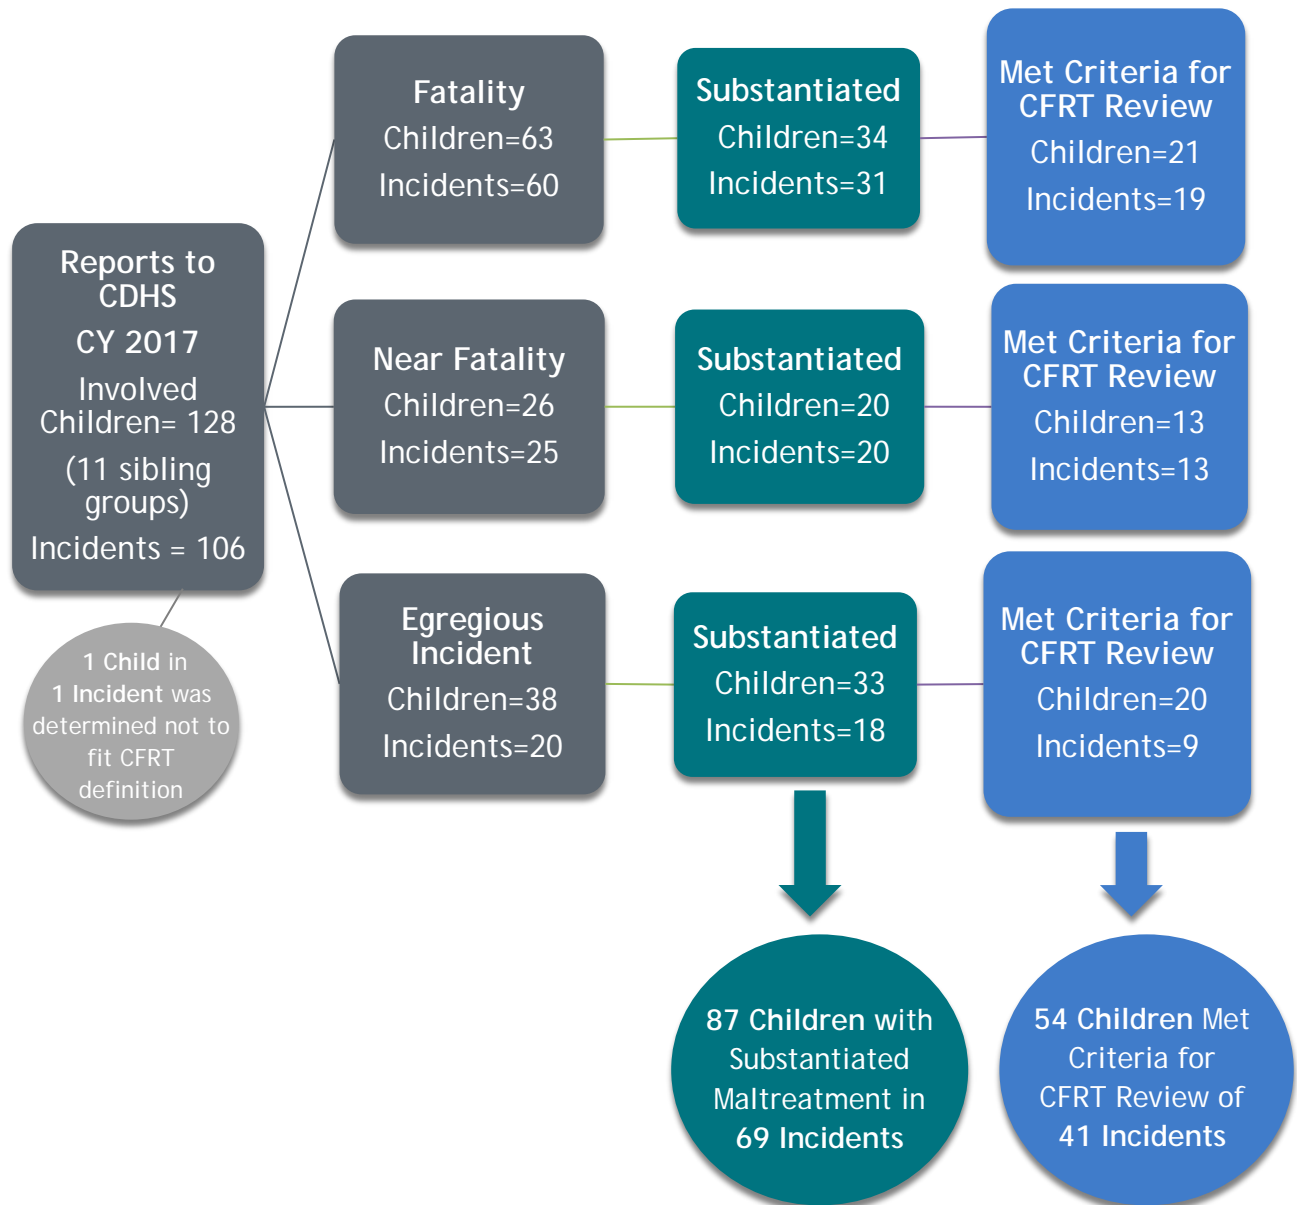 Reports to
CDHS
CY 2017
Involved
Children= 128
(11 sibling
groups)
Incidents = 106
1 Child in
1 Incident was
determined not to
fit CFRT
definition
Fatality
Children=63
Incidents=60
Substantiated
Children=34
Incidents=31
Met Criteria for
CFRT Review
Children=21
Incidents=19
Near Fatality
Children=26
Incidents=25
Substantiated
Children=20
Incidents=20
Met Criteria for
CFRT Review
Children=13
Incidents=13
Egregious
Incident
Children=38
Incidents=20
Substantiated
Children=33
Incidents=18
Met Criteria for
CFRT Review
Children=20
Incidents=9
87 Children with
Substantiated
Maltreatment in
69 Incidents
54 Children Met
Criteria for
CFRT Review of
41 Incidents